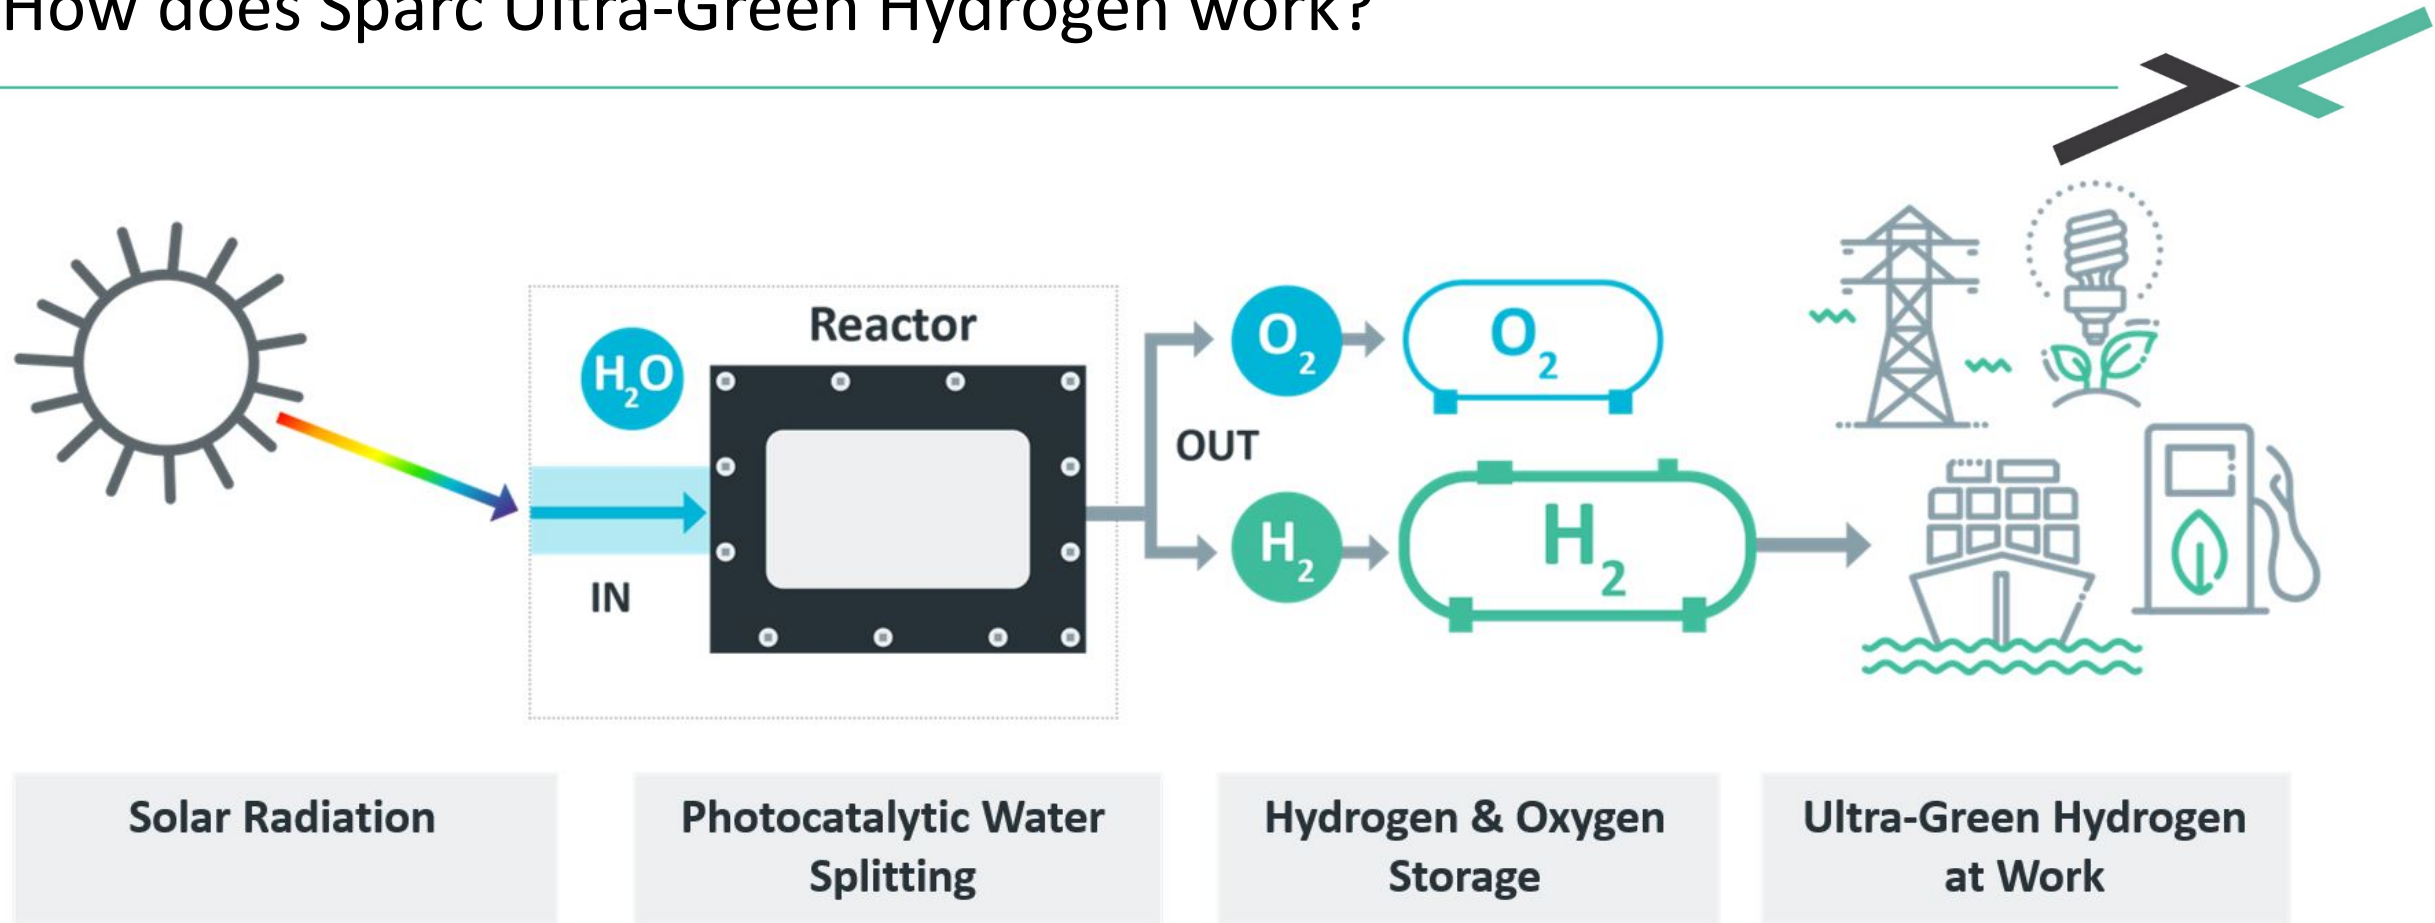 How does Sparc Ultra-Green Hydrogen work?
Reactor
H₂O
IN
OUT
O₂
O₂
H₂
H₂
Solar Radiation
Photocatalytic Water
Splitting
Hydrogen & Oxygen
Storage
Ultra-Green Hydrogen
at Work